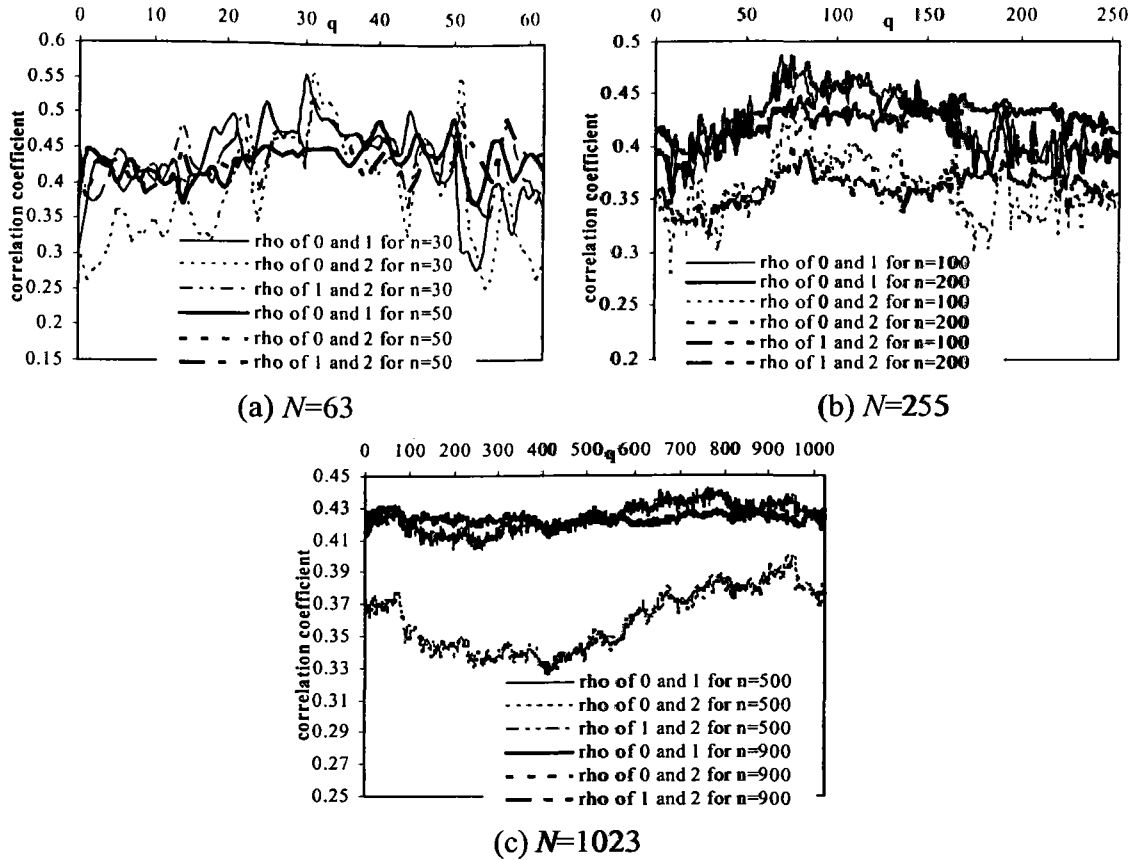 0 10 20 30 40 50 60
q
0.6
0.55
0.5
0.45
0.4
0.35
0.3
0.25
0.2
0.15
correlation coefficient
rho of 0 and 1 for n=30
rho of 0 and 2 for n=30
rho of 1 and 2 for n=30
rho of 0 and 1 for n=50
rho of 0 and 2 for n=50
rho of 1 and 2 for n=50
(a) N=63
0 50 100 150 200 250
q
0.5
0.45
0.4
0.35
0.3
0.25
0.2
correlation coefficient
rho of 0 and 1 for n=100
rho of 0 and 1 for n=200
rho of 0 and 2 for n=100
rho of 0 and 2 for n=200
rho of 1 and 2 for n=100
rho of 1 and 2 for n=200
(b) N=255
0 100 200 300 400 500 600 700 800 900 1000
q
0.45
0.43
0.41
0.39
0.37
0.35
0.33
0.31
0.29
0.27
0.25
correlation coefficient
rho of 0 and 1 for n=500
rho of 0 and 2 for n=500
rho of 1 and 2 for n=500
rho of 0 and 1 for n=900
rho of 0 and 2 for n=900
rho of 1 and 2 for n=900
(c) N=1023